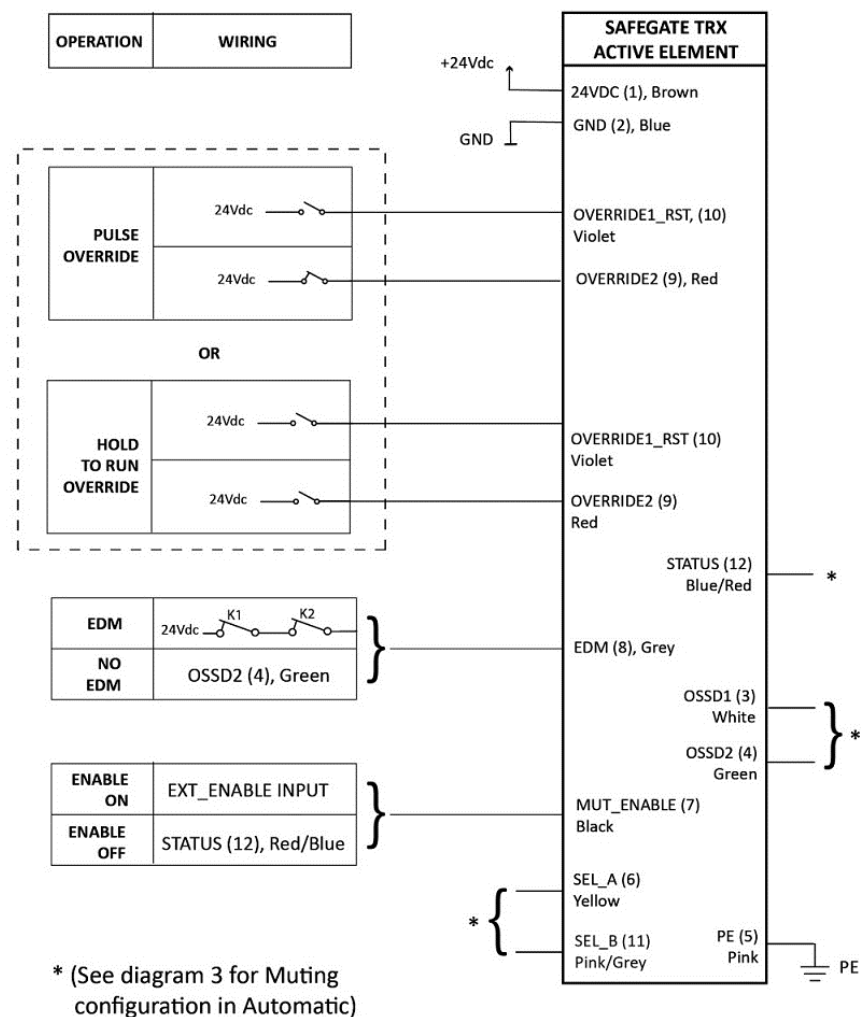 OPERATION WIRING
SAFEGATE TRX
ACTIVE ELEMENT
+24Vdc
24VDC (1), Brown
GND
GND (2), Blue
PULSE
OVERRIDE
24Vdc
OVERRIDE1_RST, (10)
Violet
24Vdc
OVERRIDE2 (9), Red
OR
HOLD
TO RUN
OVERRIDE
24Vdc
OVERRIDE1_RST (10)
Violet
24Vdc
OVERRIDE2 (9)
Red
STATUS (12)
Blue/Red
*
EDM
24Vdc K1 K2
NO
EDM
OSSD2 (4), Green
EDM (8), Grey
OSSD1 (3)
White
OSSD2 (4)
Green
*
ENABLE
ON
EXT_ENABLE INPUT
ENABLE
OFF
STATUS (12), Red/Blue
MUT_ENABLE (7)
Black
*
SEL_A (6)
Yellow
SEL_B (11)
Pink/Grey
PE (5)
Pink
PE
* (See diagram 3 for Muting
configuration in Automatic)